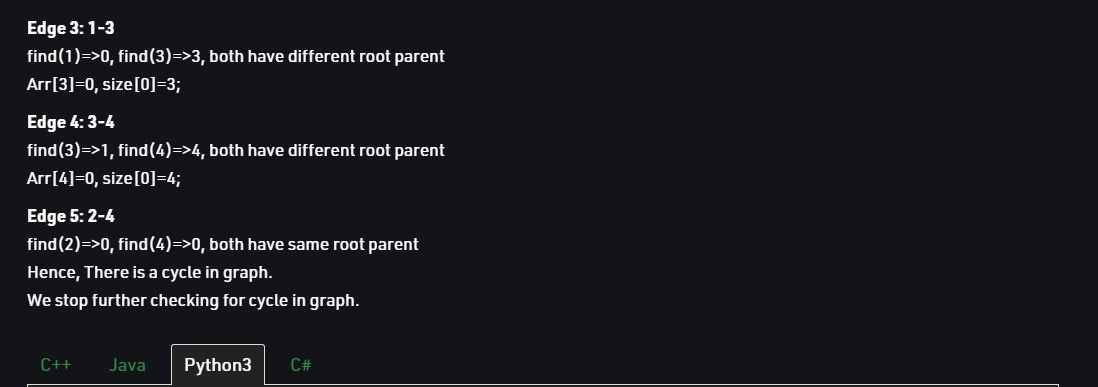 Edge 3: 1-3
find(1)=>0, find(3)=>3, both have different root parent
Arr[3]=0, size[0]=3;
Edge 4: 3-4
find(3)=>1, find(4)=>4, both have different root parent
Arr[4]=0, size[0]=4;
Edge 5: 2-4
find(2)=>0, find(4)=>0, both have same root parent
Hence, There is a cycle in graph.
We stop further checking for cycle in graph.
C++ Java Python3 C#